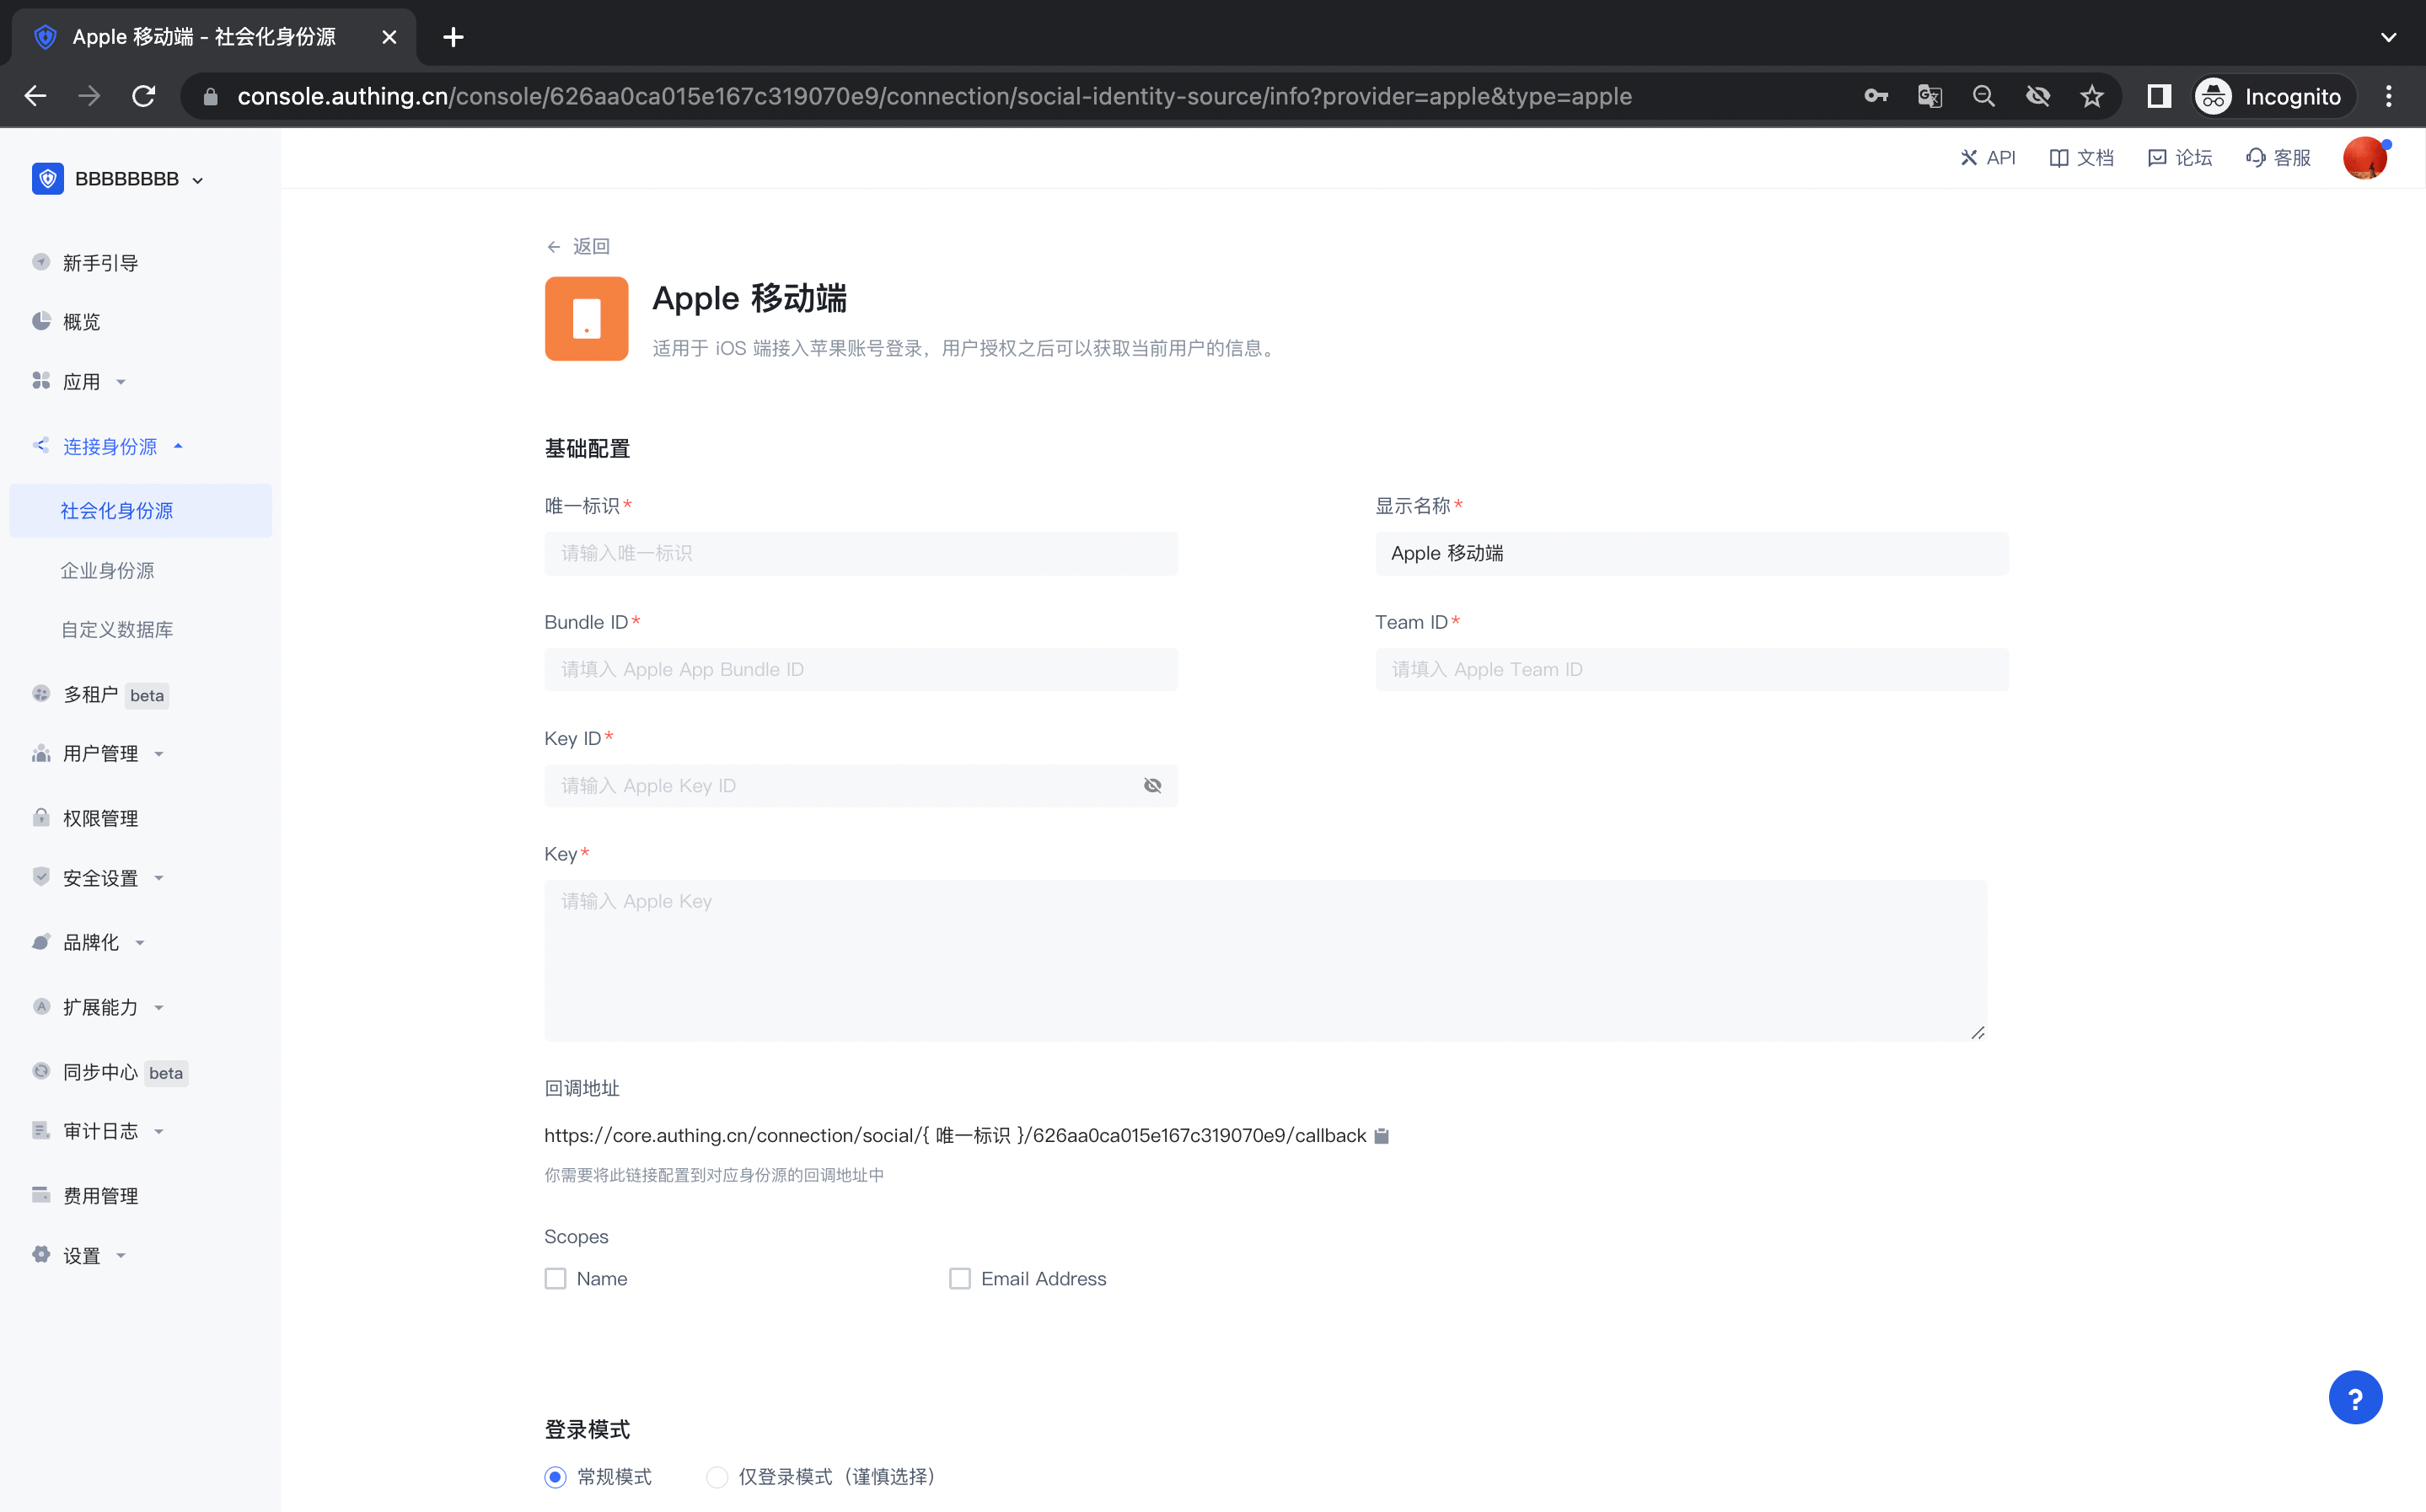 Apple 移动端 - 社会化身份源
console.authing.cn/console/626aa0ca015e167c319070e9/connection/social-identity-source/info?provider=apple&type=apple
Incognito
BBBBBBBB
API
文档
论坛
客服
新手引导
概览
应用
连接身份源
社会化身份源
企业身份源
自定义数据库
多租户 beta
用户管理
权限管理
安全设置
品牌化
扩展能力
同步中心 beta
审计日志
费用管理
设置
返回
Apple 移动端
适用于 iOS 端接入苹果账号登录，用户授权之后可以获取当前用户的信息。
基础配置
唯一标识*
请输入唯一标识
显示名称*
Apple 移动端
Bundle ID*
请填入 Apple App Bundle ID
Team ID*
请填入 Apple Team ID
Key ID*
请输入 Apple Key ID
Key*
请输入 Apple Key
回调地址
https://core.authing.cn/connection/social/{ 唯一标识 }/626aa0ca015e167c319070e9/callback
你需要将此链接配置到对应身份源的回调地址中
Scopes
Name
Email Address
登录模式
常规模式
仅登录模式（谨慎选择）
?